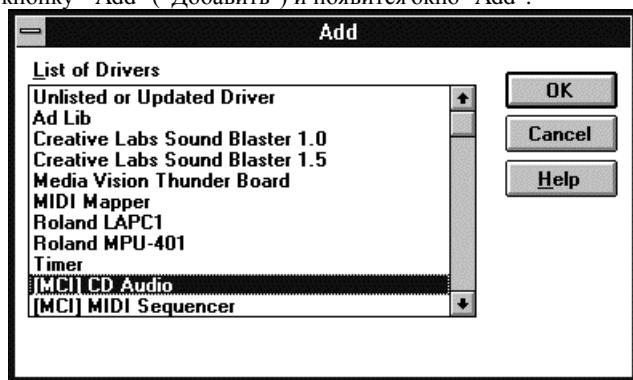 кнопку "Add" ("Добавить") и появится окно "Add".
Add
List of Drivers
Unlisted or Updated Driver
Ad Lib
Creative Labs Sound Blaster 1.0
Creative Labs Sound Blaster 1.5
Media Vision Thunder Board
MIDI Mapper
Roland LAPC1
Roland MPU-401
Timer
[MCI] CD Audio
[MCI] MIDI Sequencer
OK
Cancel
Help